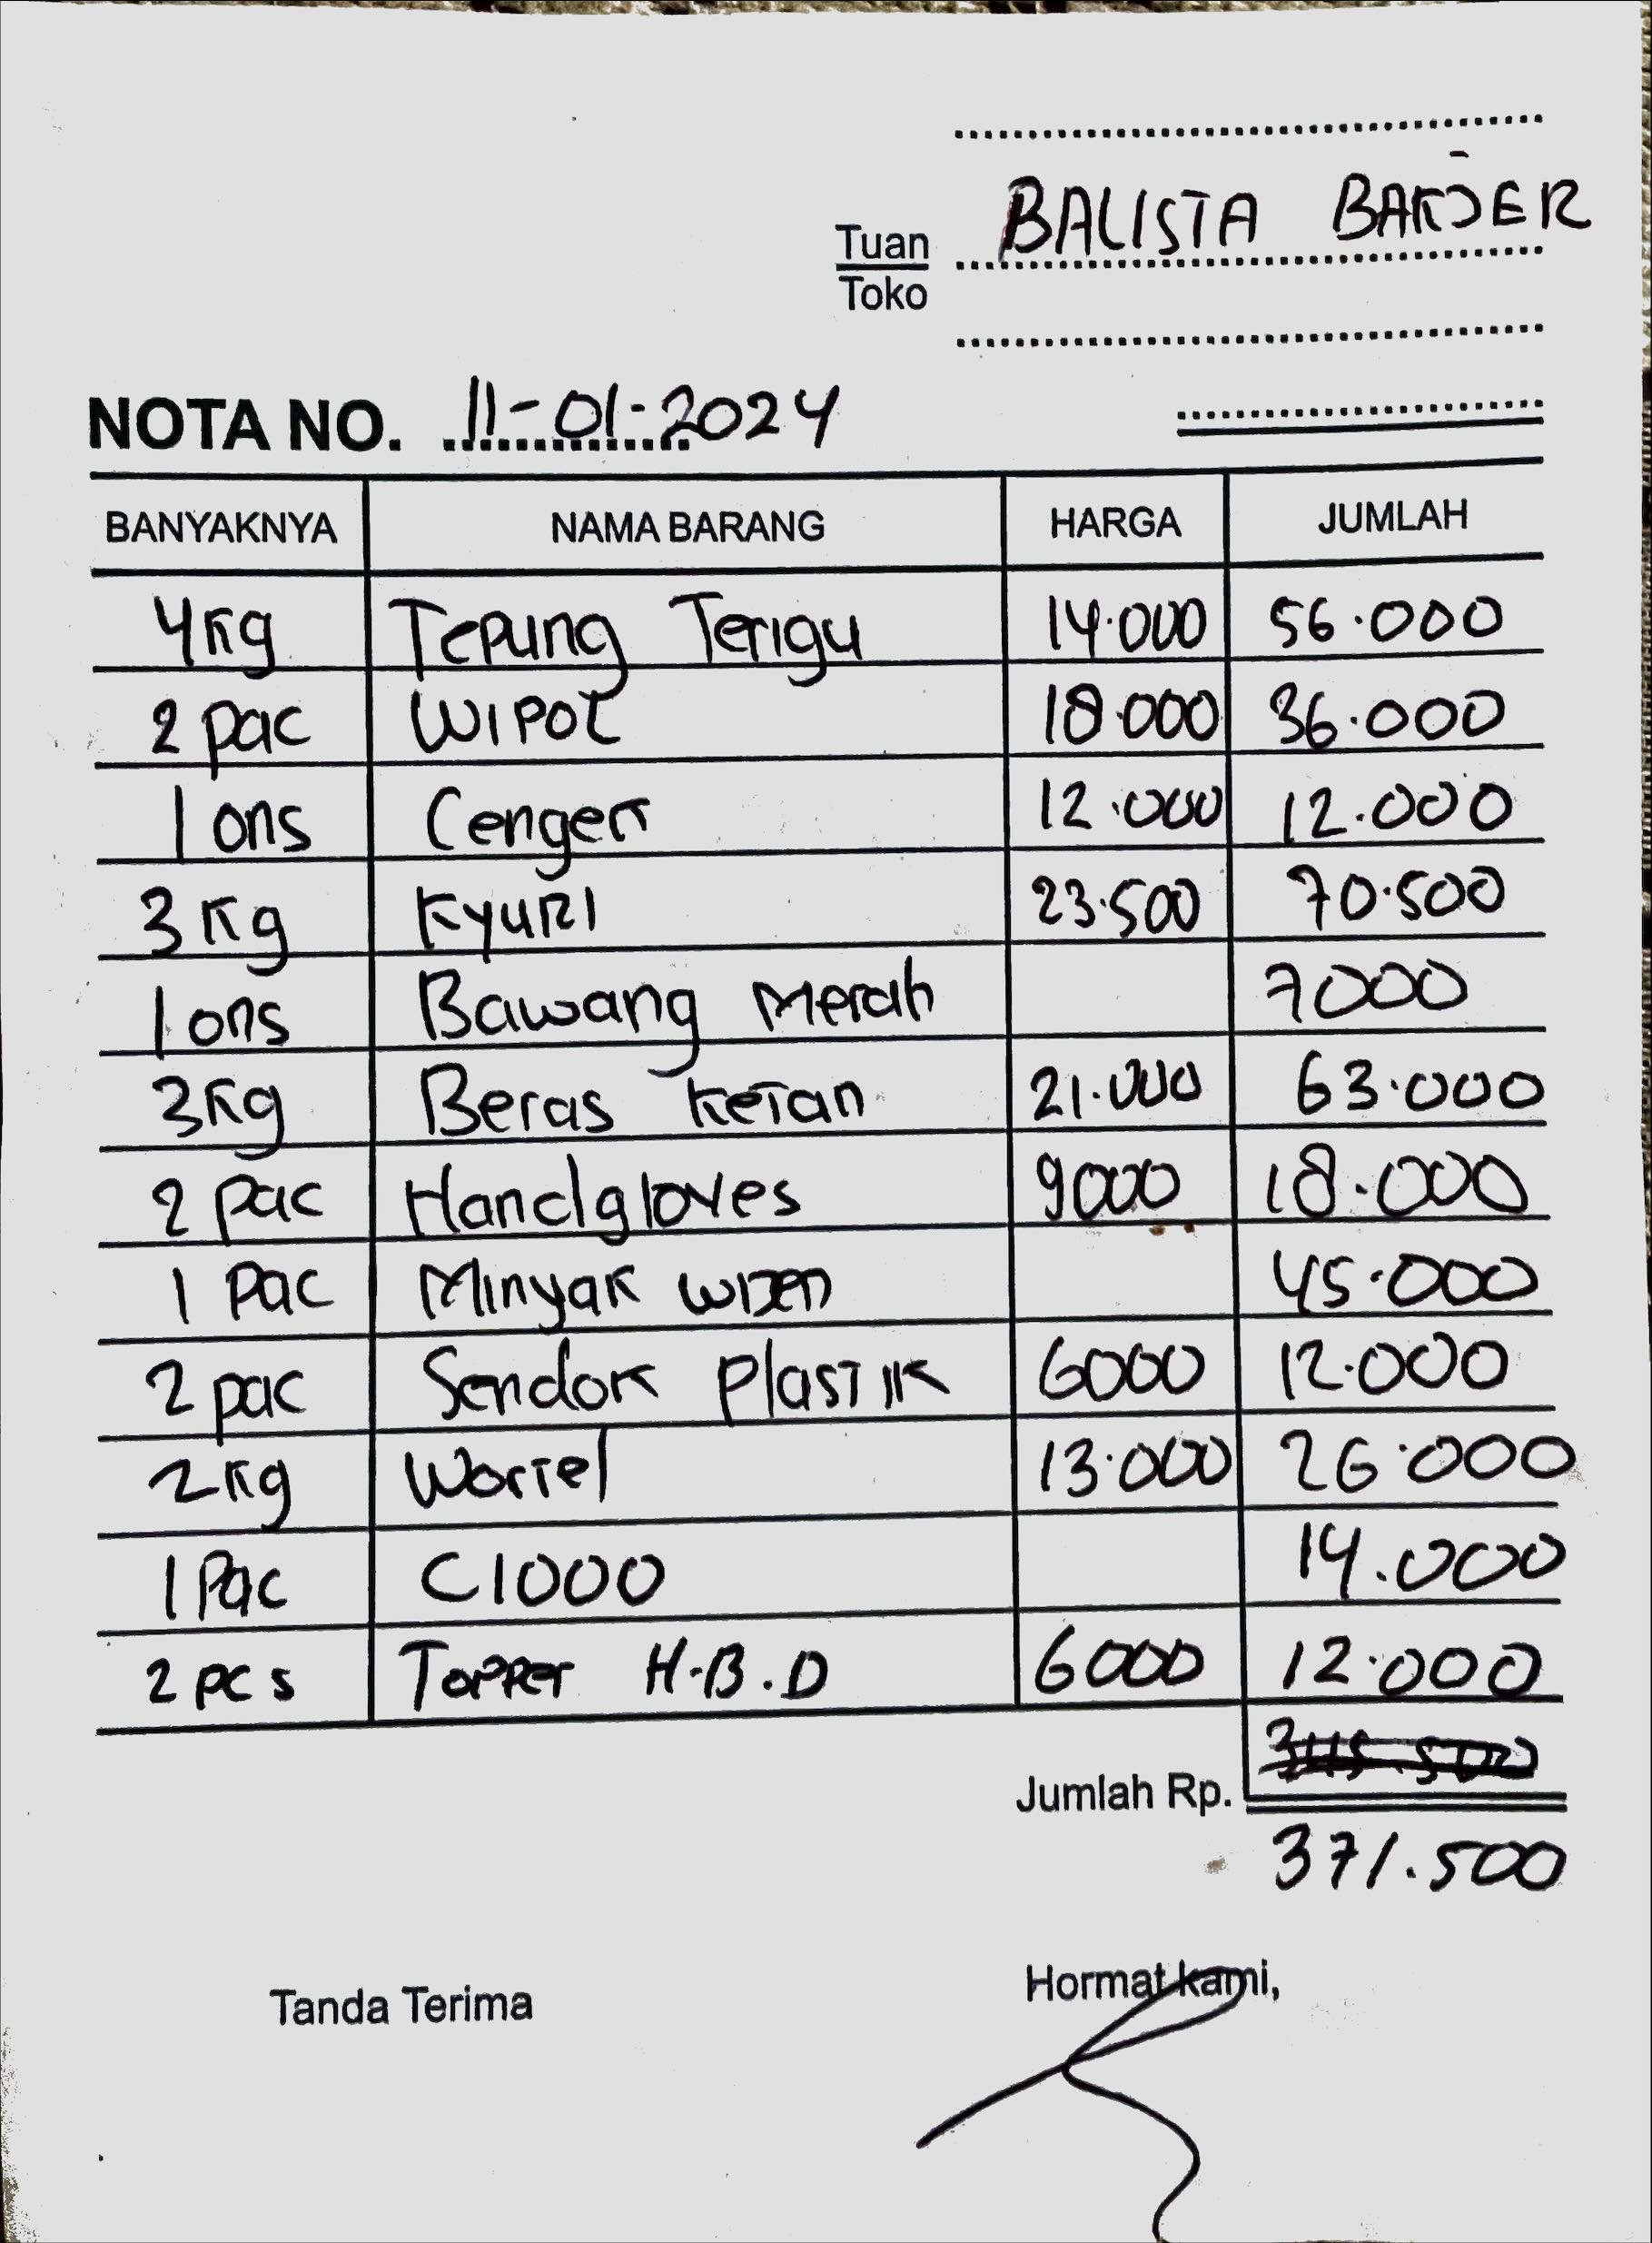 Tuan
Toko
BALISTA
NOTA NO. 11-01-2024
BANYAKNYA NAMA BARANG HARGA JUMLAH
4Kg Tepung Terigu 14.000 56.000
2 pac WIPOL 18.000 36.000
1 ons Cengek 12.000 12.000
3 Kg KYURI 23.500 70.500
1 ons Bawang Merah 7000
3Kg Beras Ketan 21.000 63.000
2 Pac Handgloves 9000 18.000
1 Pac Minyak wijen 45.000
2 pac Sendok Plastik 6000 12.000
2 Kg Wortel 13.000 26.000
1 Pac C1000 14.000
2 pcs Topper H.B.D 6000 12.000
Jumlah Rp.
371.500
Tanda Terima Hormat kami,